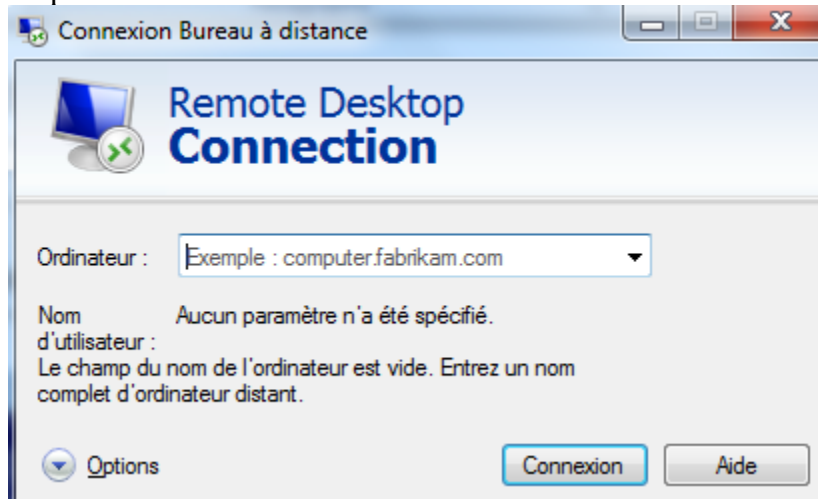 Connexion Bureau à distance
Remote Desktop
Connection
Ordinateur :
Exemple : computer.fabrikam.com
Nom d'utilisateur :
Aucun paramètre n'a été spécifié.
Le champ du nom de l'ordinateur est vide. Entrez un nom
complet d'ordinateur distant.
Options
Connexion
Aide